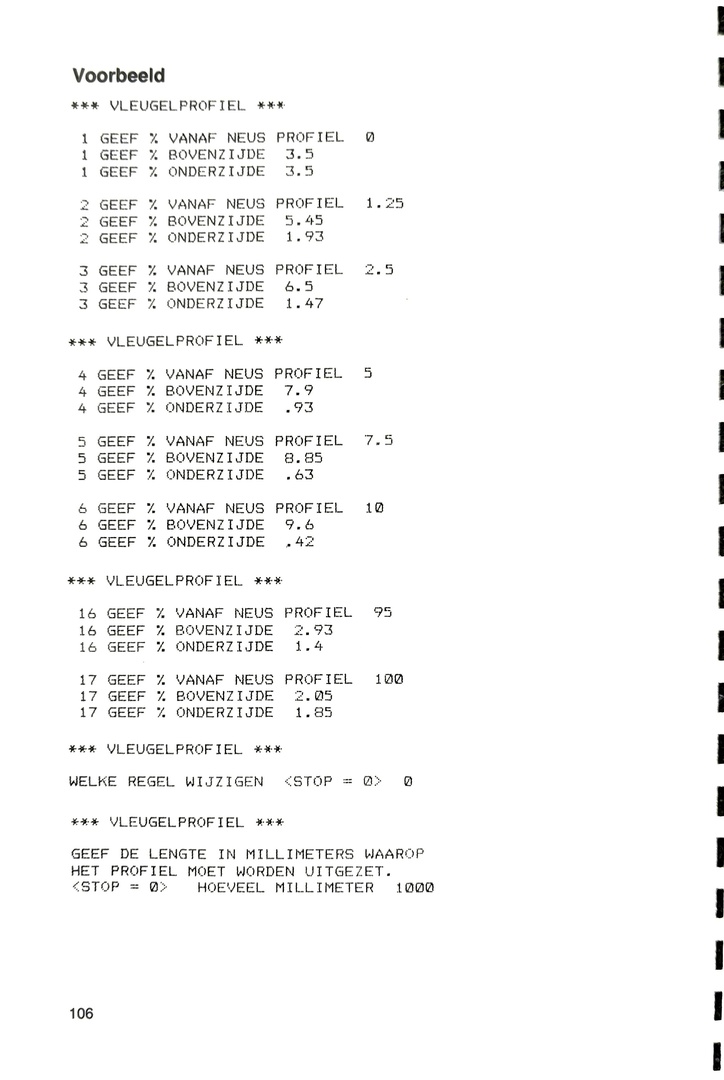 Voorbeeld
*** VLEUGELPROFIEL ***
1 GEEF % VANAF NEUS PROFIEL 0
1 GEEF % BOVENZIJDE 3.5
1 GEEF % ONDERZIJDE 3.5
2 GEEF % VANAF NEUS PROFIEL 1.25
2 GEEF % BOVENZIJDE 5.45
2 GEEF % ONDERZIJDE 1.93
3 GEEF % VANAF NEUS PROFIEL 2.5
3 GEEF % BOVENZIJDE 6.5
3 GEEF % ONDERZIJDE 1.47
*** VLEUGELPROFIEL ***
4 GEEF % VANAF NEUS PROFIEL 5
4 GEEF % BOVENZIJDE 7.9
4 GEEF % ONDERZIJDE .93
5 GEEF % VANAF NEUS PROFIEL 7.5
5 GEEF % BOVENZIJDE 8.85
5 GEEF % ONDERZIJDE .63
6 GEEF % VANAF NEUS PROFIEL 10
6 GEEF % BOVENZIJDE 9.6
6 GEEF % ONDERZIJDE .42
*** VLEUGELPROFIEL ***
16 GEEF % VANAF NEUS PROFIEL 95
16 GEEF % BOVENZIJDE 2.93
16 GEEF % ONDERZIJDE 1.4
17 GEEF % VANAF NEUS PROFIEL 100
17 GEEF % BOVENZIJDE 2.05
17 GEEF % ONDERZIJDE 1.85
*** VLEUGELPROFIEL ***
WELKE REGEL WIJZIGEN <STOP = 0> 0
*** VLEUGELPROFIEL ***
GEEF DE LENGTE IN MILLIMETERS WAAROP
HET PROFIEL MOET WORDEN UITGEZET.
<STOP = 0> HOEVEEL MILLIMETER 1000
106